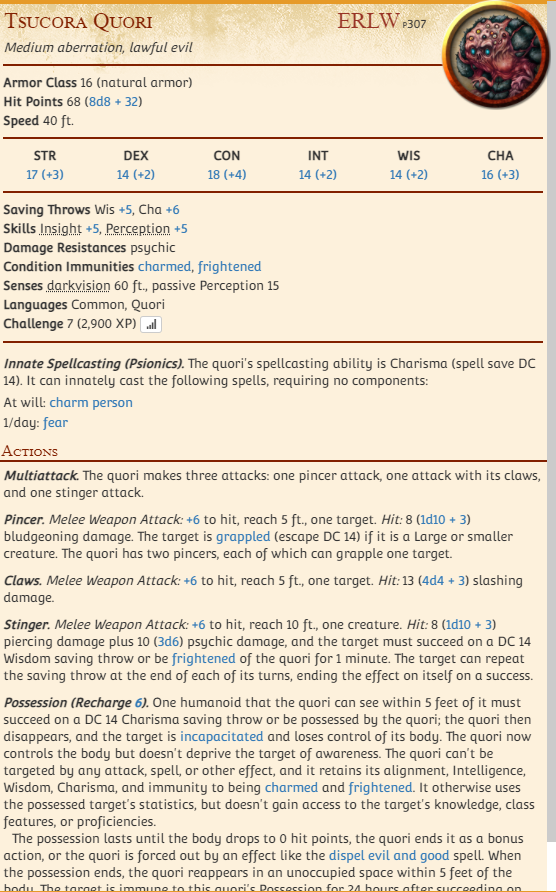 Tsucora Quori
ERLW P307
Medium aberration, lawful evil
Armor Class 16 (natural armor)
Hit Points 68 (8d8 + 32)
Speed 40 ft.
STR DEX CON INT WIS CHA
17 (+3) 14 (+2) 18 (+4) 14 (+2) 14 (+2) 16 (+3)
Saving Throws Wis +5, Cha +6
Skills Insight +5, Perception +5
Damage Resistances psychic
Condition Immunities charmed, frightened
Senses darkvision 60 ft., passive Perception 15
Languages Common, Quori
Challenge 7 (2,900 XP)
Innate Spellcasting (Psionics). The quori's spellcasting ability is Charisma (spell save DC
14). It can innately cast the following spells, requiring no components:
At will: charm person
1/day: fear
Actions
Multiattack. The quori makes three attacks: one pincer attack, one attack with its claws,
and one stinger attack.
Pincer. Melee Weapon Attack: +6 to hit, reach 5 ft., one target. Hit: 8 (1d10 + 3)
bludgeoning damage. The target is grappled (escape DC 14) if it is a Large or smaller
creature. The quori has two pincers, each of which can grapple one target.
Claws. Melee Weapon Attack: +6 to hit, reach 5 ft., one target. Hit: 13 (4d4 + 3) slashing
damage.
Stinger. Melee Weapon Attack: +6 to hit, reach 10 ft., one creature. Hit: 8 (1d10 + 3)
piercing damage plus 10 (3d6) psychic damage, and the target must succeed on a DC 14
Wisdom saving throw or be frightened of the quori for 1 minute. The target can repeat
the saving throw at the end of each of its turns, ending the effect on itself on a success.
Possession (Recharge 6). One humanoid that the quori can see within 5 feet of it must
succeed on a DC 14 Charisma saving throw or be possessed by the quori; the quori then
disappears, and the target is incapacitated and loses control of its body. The quori now
controls the body but doesn't deprive the target of awareness. The quori can't be
targeted by any attack, spell, or other effect, and it retains its alignment, Intelligence,
Wisdom, Charisma, and immunity to being charmed and frightened. It otherwise uses
the possessed target's statistics, but doesn't gain access to the target's knowledge, class
features, or proficiencies.
The possession lasts until the body drops to 0 hit points, the quori ends it as a bonus
action, or the quori is forced out by an effect like the dispel evil and good spell. When
the possession ends, the quori reappears in an unoccupied space within 5 feet of the
body. The target is immune to this quori's Possession for 24 hours after succeeding on